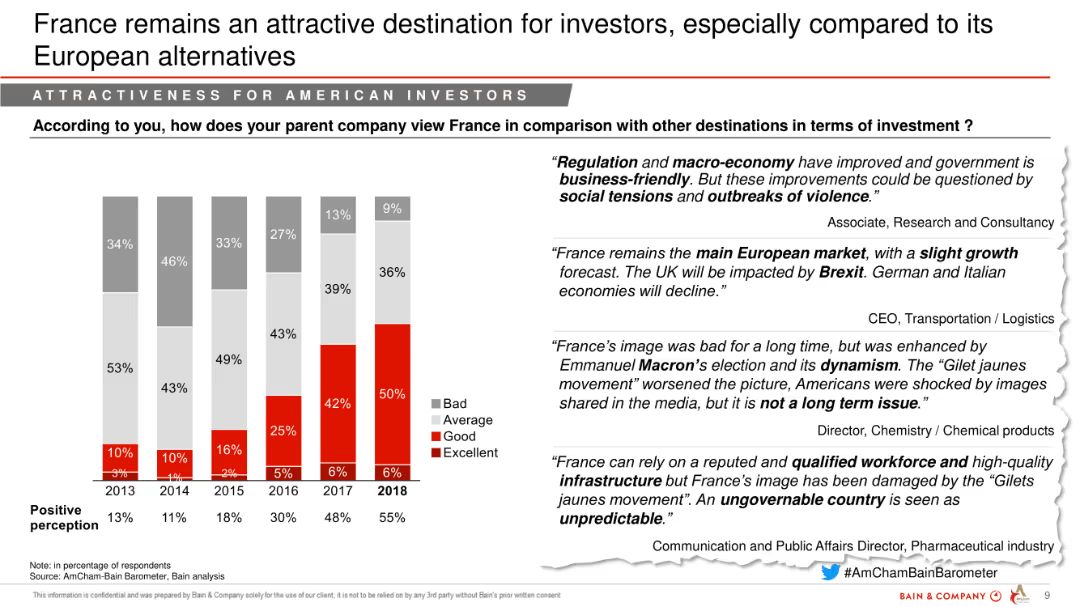 France remains an attractive destination for investors, especially compared to its
European alternatives
ATTRACTIVENESS FOR AMERICAN INVESTORS
According to you, how does your parent company view France in comparison with other destinations in terms of investment ?
34% 46% 33% 27% 13% 9%
53% 43% 49% 43% 39% 36%
10% 10% 16% 25% 42% 50%
3% 1% 2% 5% 6% 6%
2013 2014 2015 2016 2017 2018
Bad
Average
Good
Excellent
Positive
perception 13% 11% 18% 30% 48% 55%
“Regulation and macro-economy have improved and government is
business-friendly. But these improvements could be questioned by
social tensions and outbreaks of violence.”
Associate, Research and Consultancy
“France remains the main European market, with a slight growth
forecast. The UK will be impacted by Brexit. German and Italian
economies will decline.”
CEO, Transportation / Logistics
“France’s image was bad for a long time, but was enhanced by
Emmanuel Macron’s election and its dynamism. The “Gilet jaunes
movement” worsened the picture, Americans were shocked by images
shared in the media, but it is not a long term issue.”
Director, Chemistry / Chemical products
“France can rely on a reputed and qualified workforce and high-quality
infrastructure but France’s image has been damaged by the “Gilets
jaunes movement”. An ungovernable country is seen as
unpredictable.”
Communication and Public Affairs Director, Pharmaceutical industry
#AmChamBainBarometer
Note: in percentage of respondents
Source: AmCham-Bain Barometer, Bain analysis
This information is confidential and was prepared by Bain & Company solely for the use of our client; it is not to be relied on by any 3rd party without Bain's prior written consent
BAIN & COMPANY
9